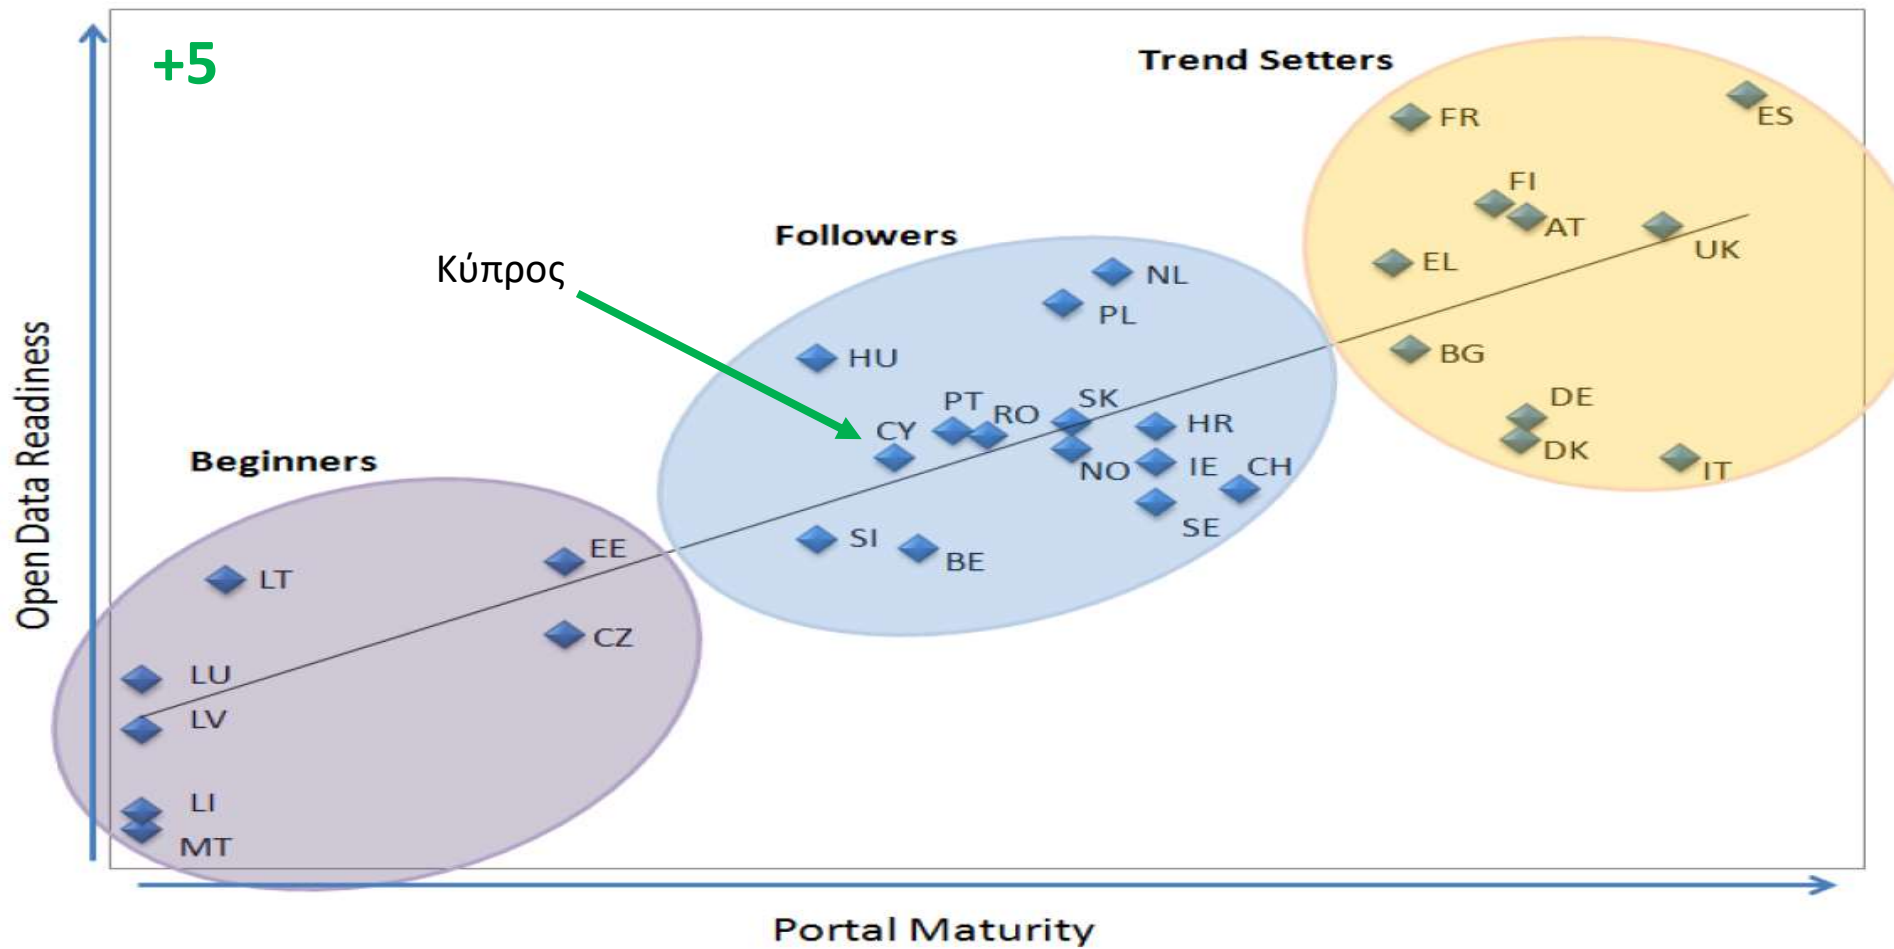 +5
Trend Setters
FR
ES
FI
AT
UK
EL
BG
DE
DK
IT
Followers
Κύπρος
NL
PL
HU
PT
RO
SK
HR
CY
NO
IE
CH
SE
SI
BE
Beginners
EE
LT
CZ
LU
LV
LI
MT
Open Data Readiness
Portal Maturity